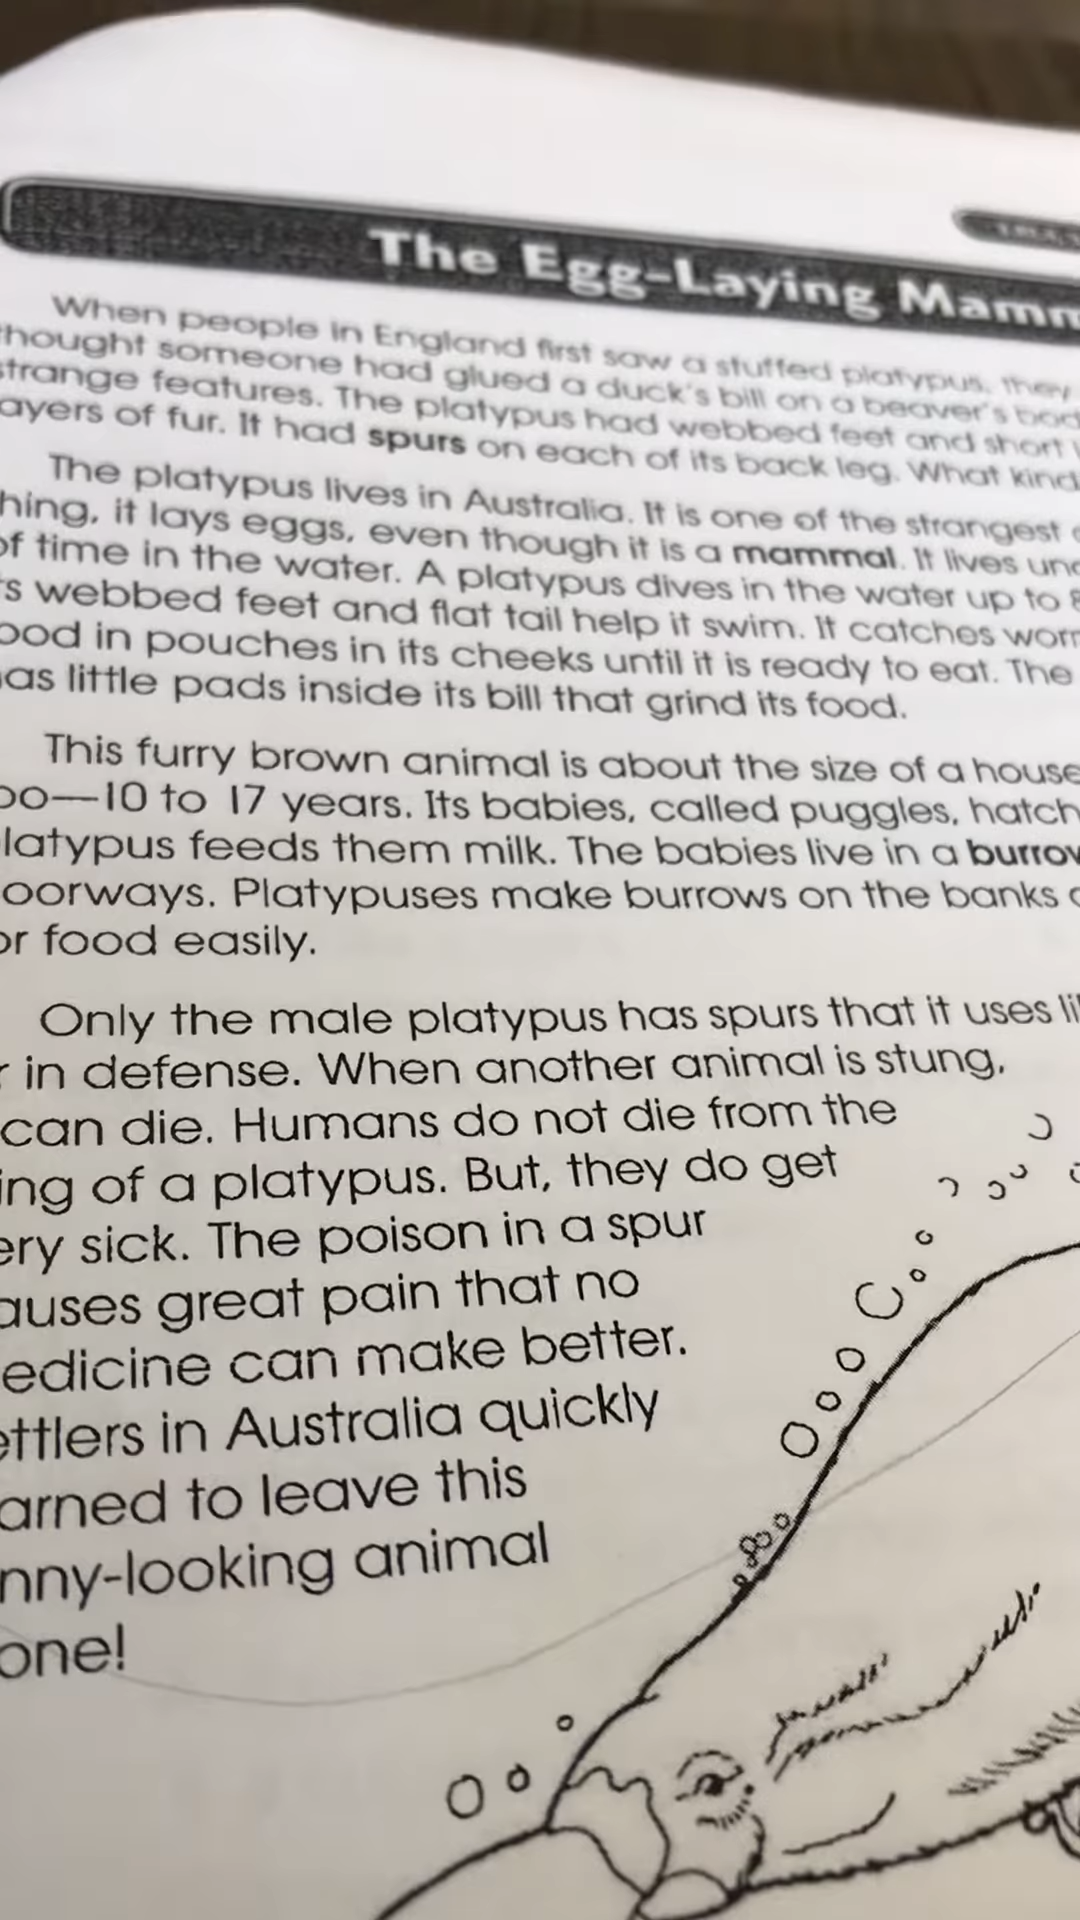 The Egg-Laying Mamm
When people in England first saw a stuffed platypus, they
thought someone had glued a duck's bill on a beaver's bod
strange features. The platypus had webbed feet and short
ayers of fur. It had spurs on each of its back leg. What kind
The platypus lives in Australia. It is one of the strangest
hing, it lays eggs, even though it is a mammal. It lives und
of time in the water. A platypus dives in the water up to 8
s webbed feet and flat tail help it swim. It catches worm
ood in pouches in its cheeks until it is ready to eat. The
as little pads inside its bill that grind its food.
This furry brown animal is about the size of a house
oo—10 to 17 years. Its babies, called puggles, hatch
latypus feeds them milk. The babies live in a burrow
oorways. Platypuses make burrows on the banks o
or food easily.
Only the male platypus has spurs that it uses li
r in defense. When another animal is stung,
can die. Humans do not die from the
ing of a platypus. But, they do get
ery sick. The poison in a spur
auses great pain that no
edicine can make better.
ettlers in Australia quickly
arned to leave this
nny-looking animal
one!